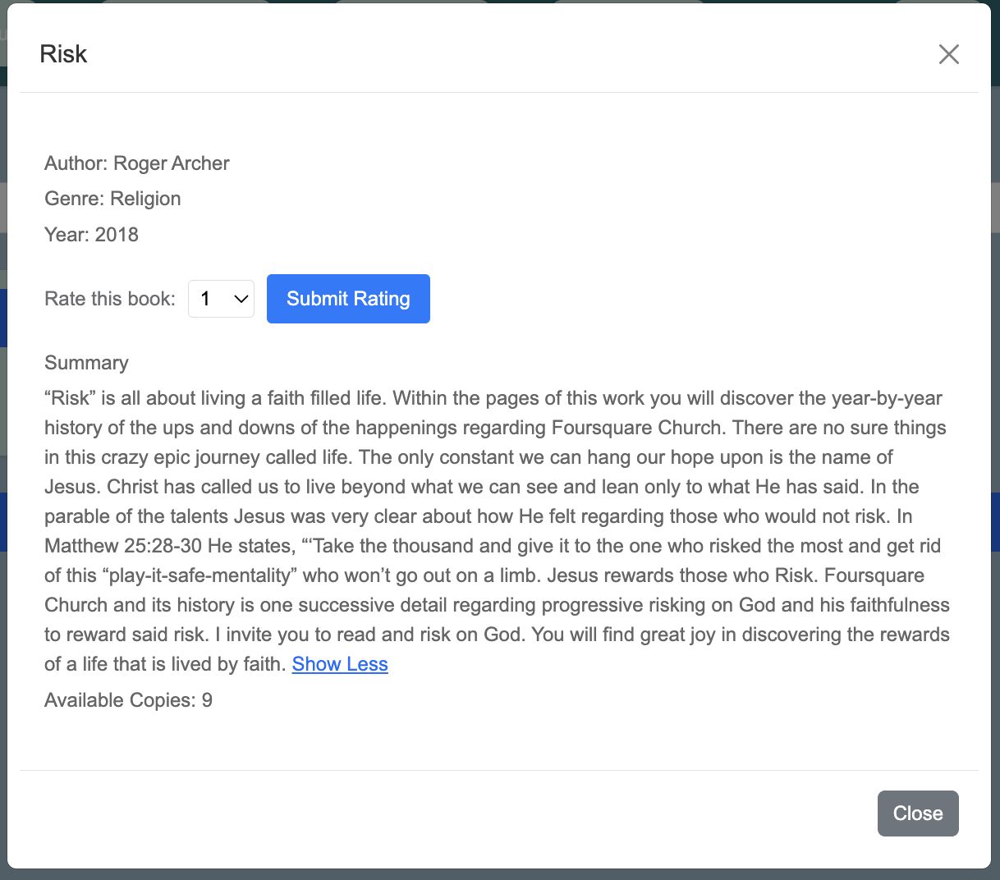 Risk
Author: Roger Archer
Genre: Religion
Year: 2018
Rate this book: 1 Submit Rating
Summary
“Risk” is all about living a faith filled life. Within the pages of this work you will discover the year-by-year
history of the ups and downs of the happenings regarding Foursquare Church. There are no sure things
in this crazy epic journey called life. The only constant we can hang our hope upon is the name of
Jesus. Christ has called us to live beyond what we can see and lean only to what He has said. In the
parable of the talents Jesus was very clear about how He felt regarding those who would not risk. In
Matthew 25:28-30 He states, “‘Take the thousand and give it to the one who risked the most and get rid
of this “play-it-safe-mentality” who won’t go out on a limb. Jesus rewards those who Risk. Foursquare
Church and its history is one successive detail regarding progressive risking on God and his faithfulness
to reward said risk. I invite you to read and risk on God. You will find great joy in discovering the rewards
of a life that is lived by faith. Show Less
Available Copies: 9
Close